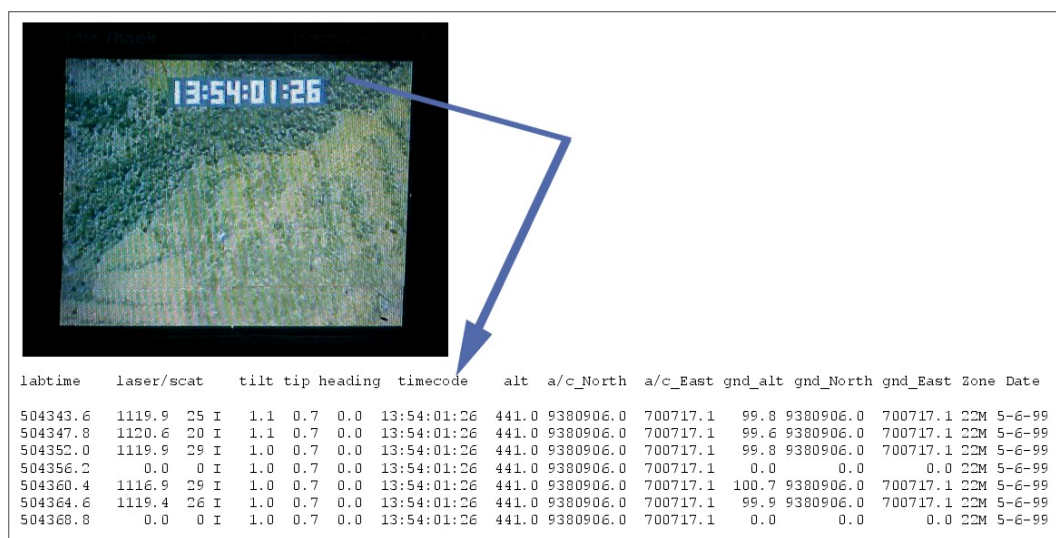 13:54:01:26
labtime laser/scat tilt tip heading timecode alt a/c_North a/c_East gnd_alt gnd_North gnd_East Zone Date
504343.6 1119.9 25 I 1.1 0.7 0.0 13:54:01:26 441.0 9380906.0 700717.1 99.8 9380906.0 700717.1 22M 5-6-99
504347.8 1120.6 20 I 1.1 0.7 0.0 13:54:01:26 441.0 9380906.0 700717.1 99.6 9380906.0 700717.1 22M 5-6-99
504352.0 1119.9 29 I 1.0 0.7 0.0 13:54:01:26 441.0 9380906.0 700717.1 99.8 9380906.0 700717.1 22M 5-6-99
504356.2 0.0 0 I 1.0 0.7 0.0 13:54:01:26 441.0 9380906.0 700717.1 0.0 0.0 0.0 22M 5-6-99
504360.4 1116.9 29 I 1.0 0.7 0.0 13:54:01:26 441.0 9380906.0 700717.1 100.7 9380906.0 700717.1 22M 5-6-99
504364.6 1119.4 26 I 1.0 0.7 0.0 13:54:01:26 441.0 9380906.0 700717.1 99.9 9380906.0 700717.1 22M 5-6-99
504368.8 0.0 0 I 1.0 0.7 0.0 13:54:01:26 441.0 9380906.0 700717.1 0.0 0.0 0.0 22M 5-6-99